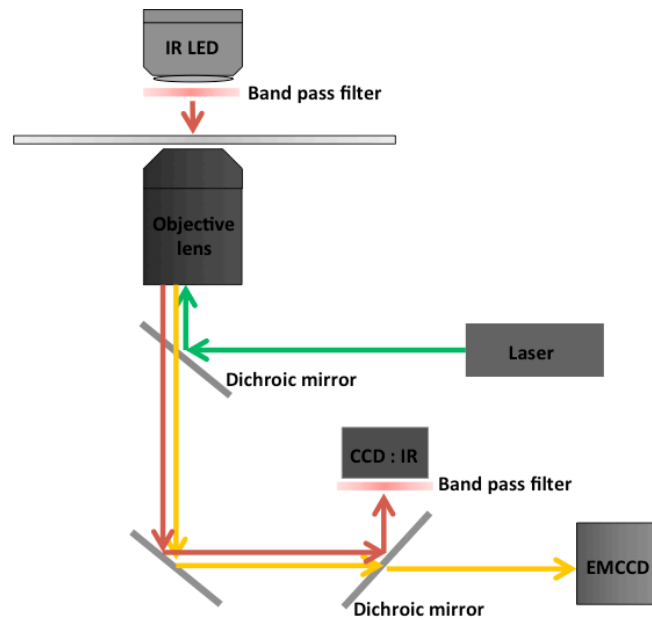 IR LED
Band pass filter
Objective
lens
Laser
Dichroic mirror
CCD : IR
Band pass filter
EMCCD
Dichroic mirror